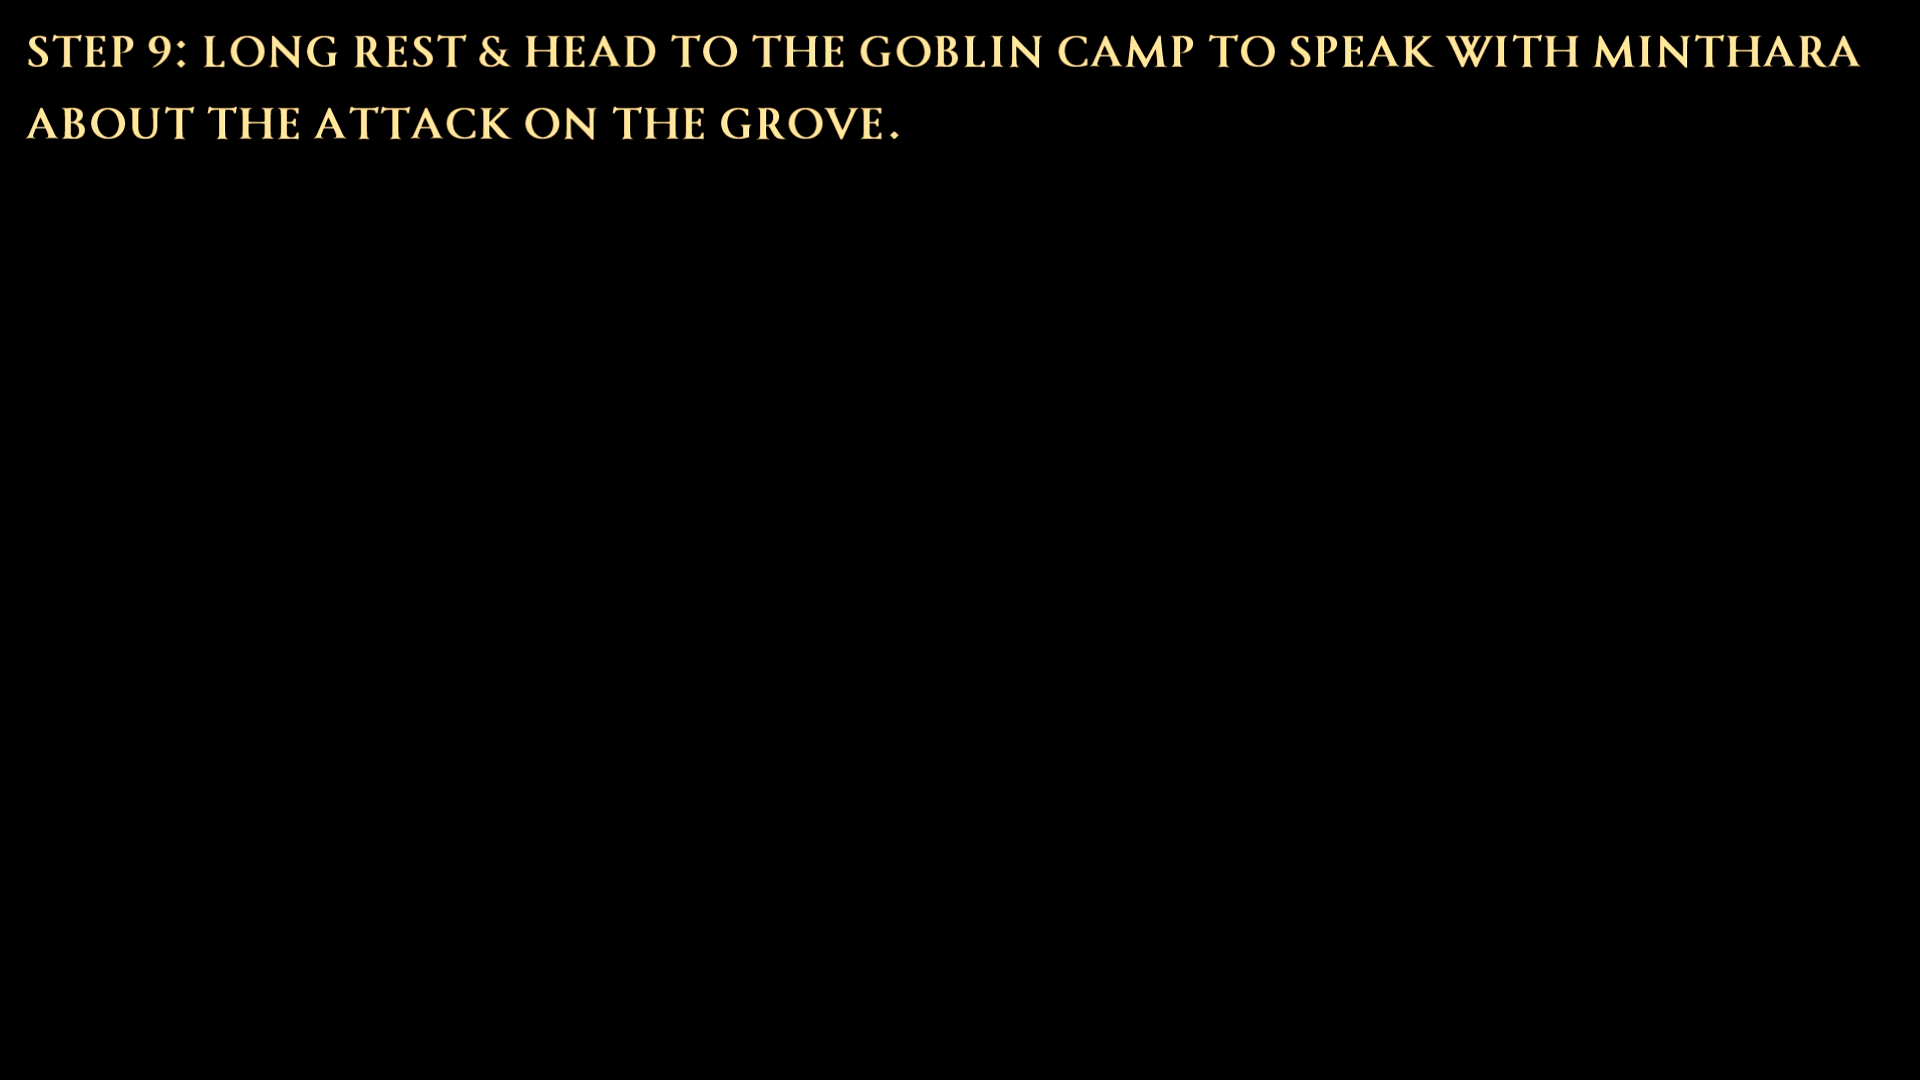 STEP 9: LONG REST & HEAD TO THE GOBLIN CAMP TO SPEAK WITH MINTHARA
ABOUT THE ATTACK ON THE GROVE.